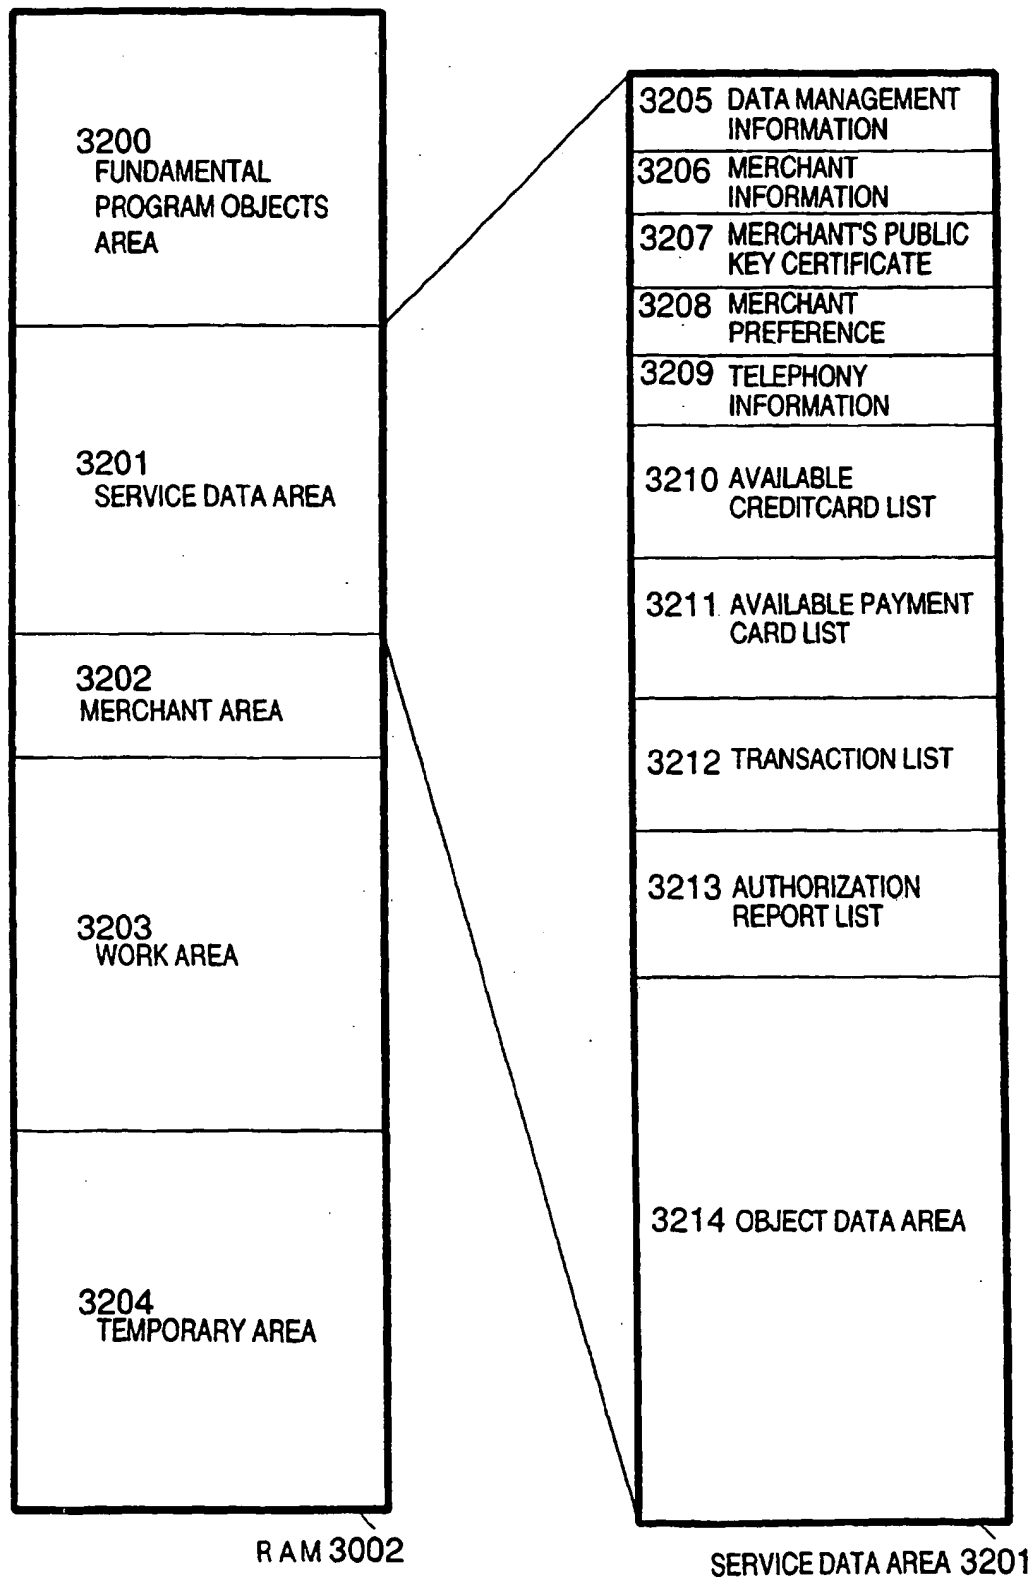 3200
FUNDAMENTAL
PROGRAM OBJECTS
AREA
3201
SERVICE DATA AREA
3202
MERCHANT AREA
3203
WORK AREA
3204
TEMPORARY AREA
RAM 3002
3205 DATA MANAGEMENT
INFORMATION
3206 MERCHANT
INFORMATION
3207 MERCHANT'S PUBLIC
KEY CERTIFICATE
3208 MERCHANT
PREFERENCE
3209 TELEPHONY
INFORMATION
3210 AVAILABLE
CREDITCARD LIST
3211 AVAILABLE PAYMENT
CARD LIST
3212 TRANSACTION LIST
3213 AUTHORIZATION
REPORT LIST
3214 OBJECT DATA AREA
SERVICE DATA AREA 3201